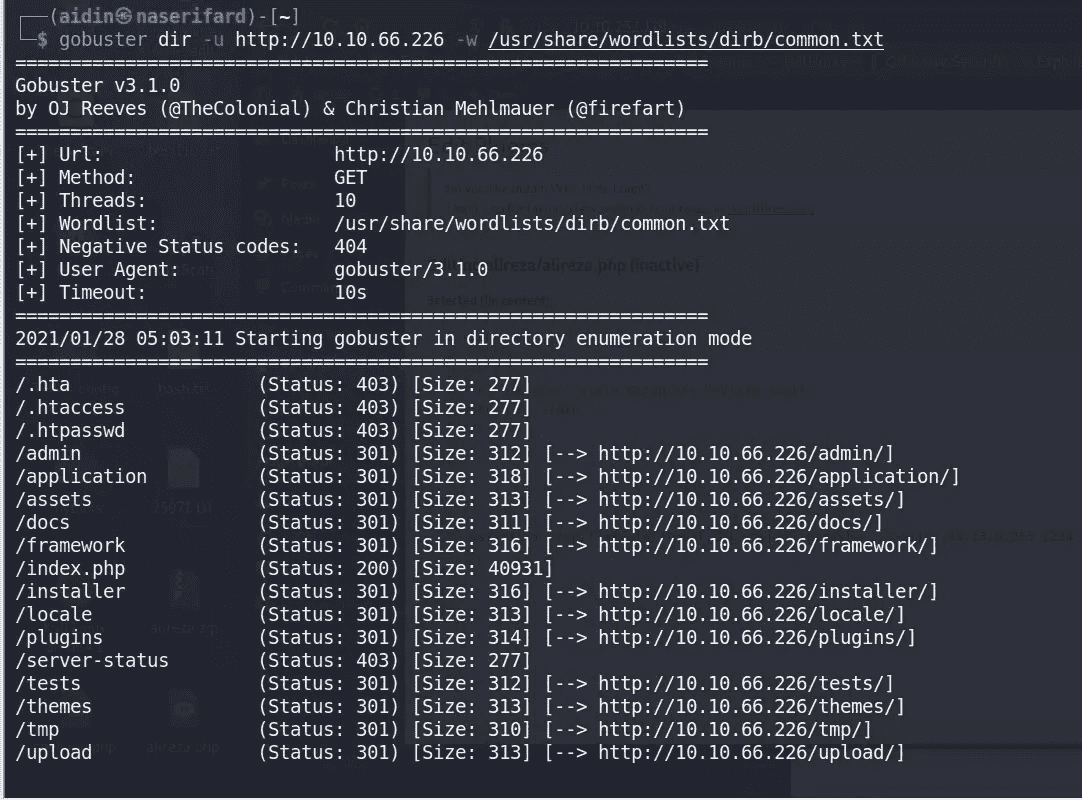 ┌──(aidin㉿naserifard)-[~]
└─$ gobuster dir -u http://10.10.66.226 -w /usr/share/wordlists/dirb/common.txt
===============================================================
Gobuster v3.1.0
by OJ Reeves (@TheColonial) & Christian Mehlmauer (@firefart)
===============================================================
[+] Url:                     http://10.10.66.226
[+] Method:                  GET
[+] Threads:                 10
[+] Wordlist:                /usr/share/wordlists/dirb/common.txt
[+] Negative Status codes:   404
[+] User Agent:              gobuster/3.1.0
[+] Timeout:                 10s
===============================================================
2021/01/28 05:03:11 Starting gobuster in directory enumeration mode
===============================================================
/.hta                 (Status: 403) [Size: 277]
/.htaccess            (Status: 403) [Size: 277]
/.htpasswd            (Status: 403) [Size: 277]
/admin                (Status: 301) [Size: 312] [--> http://10.10.66.226/admin/]
/application          (Status: 301) [Size: 318] [--> http://10.10.66.226/application/]
/assets               (Status: 301) [Size: 313] [--> http://10.10.66.226/assets/]
/docs                 (Status: 301) [Size: 311] [--> http://10.10.66.226/docs/]
/framework            (Status: 301) [Size: 316] [--> http://10.10.66.226/framework/]
/index.php            (Status: 200) [Size: 40931]
/installer            (Status: 301) [Size: 316] [--> http://10.10.66.226/installer/]
/locale               (Status: 301) [Size: 313] [--> http://10.10.66.226/locale/]
/plugins              (Status: 301) [Size: 314] [--> http://10.10.66.226/plugins/]
/server-status        (Status: 403) [Size: 277]
/tests                (Status: 301) [Size: 312] [--> http://10.10.66.226/tests/]
/themes               (Status: 301) [Size: 313] [--> http://10.10.66.226/themes/]
/tmp                  (Status: 301) [Size: 310] [--> http://10.10.66.226/tmp/]
/upload               (Status: 301) [Size: 313] [--> http://10.10.66.226/upload/]